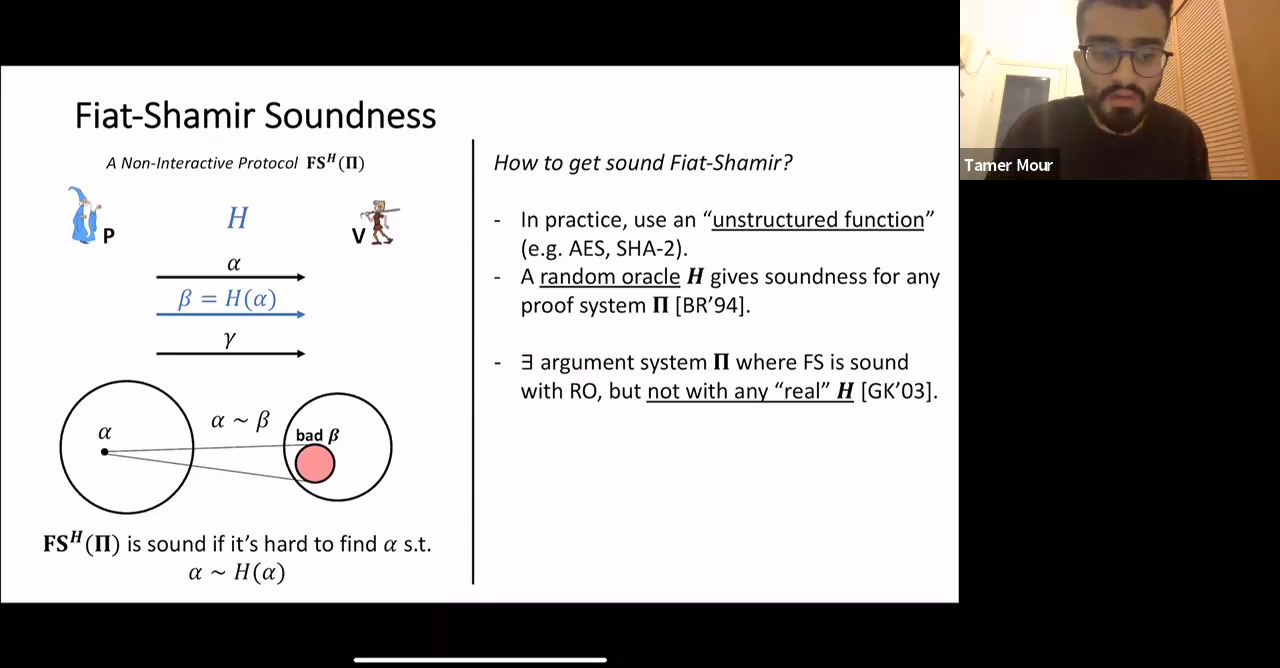 Fiat-Shamir Soundness
A Non-Interactive Protocol FS^H(Π)
P
H
V
α
β = H(α)
γ
α
α ~ β
bad β
FS^H(Π) is sound if it's hard to find α s.t.
α ~ H(α)
How to get sound Fiat-Shamir?
- In practice, use an “unstructured function”
(e.g. AES, SHA-2).
- A random oracle H gives soundness for any
proof system Π [BR’94].
- ∃ argument system Π where FS is sound
with RO, but not with any “real” H [GK’03].
Tamer Mour